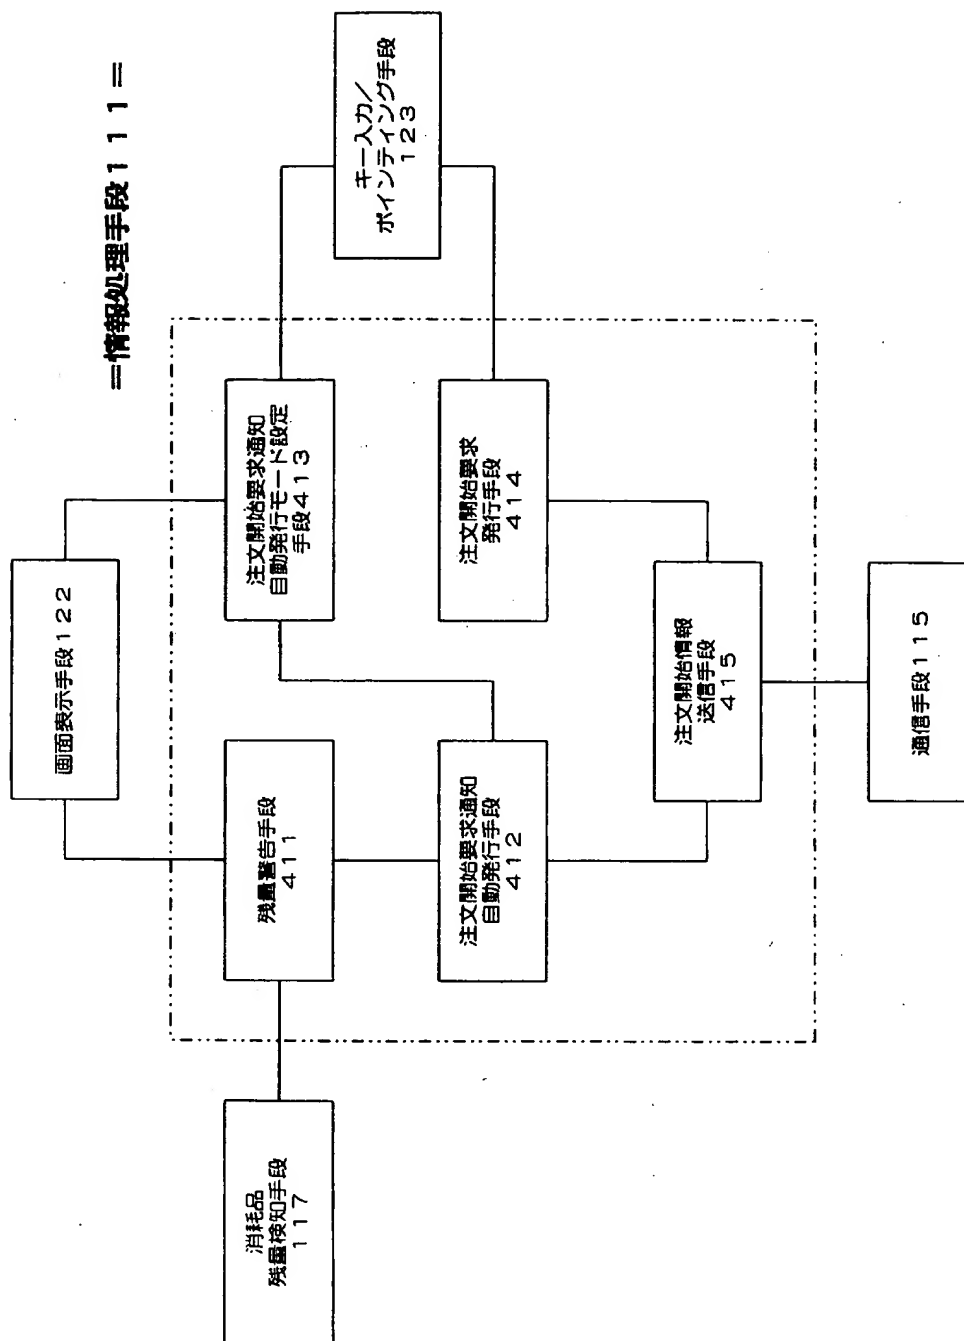 =情報処理手段111=
画面表示手段122
消耗品
残量検知手段
117
残量警告手段
411
注文開始要求通知
自動発行モード設定
手段413
キー入力/
ポインティング手段
123
注文開始要求通知
自動発行手段
412
注文開始要求
発行手段
414
注文開始情報
送信手段
415
通信手段115